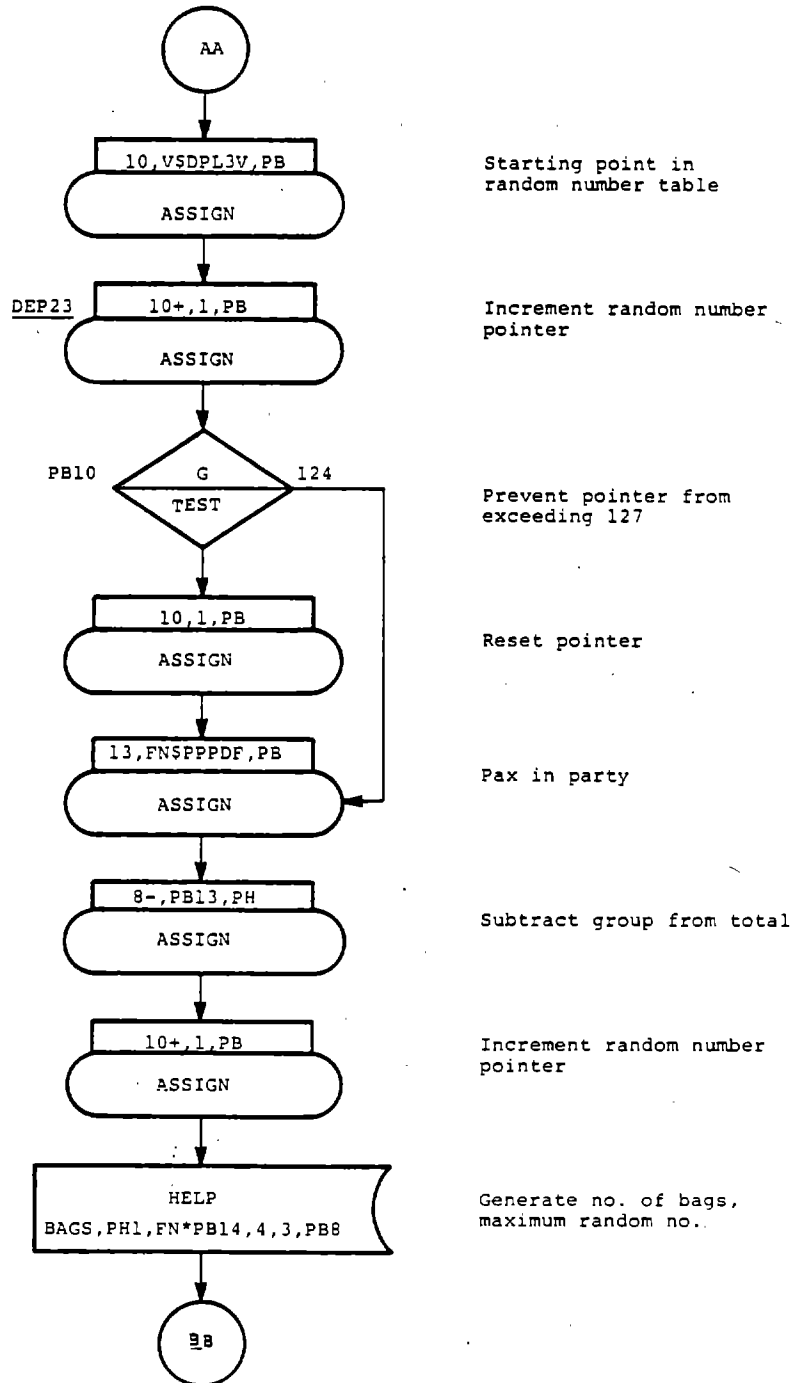 AA
10,V$DPL3V,PB
ASSIGN
Starting point in
random number table
DEP23
10+,1,PB
ASSIGN
Increment random number
pointer
PB10
G
124
TEST
Prevent pointer from
exceeding 127
10,1,PB
ASSIGN
Reset pointer
13,FN$PPPDF,PB
ASSIGN
Pax in party
8-,PB13,PH
ASSIGN
Subtract group from total
10+,1,PB
ASSIGN
Increment random number
pointer
HELP
BAGS,PH1,FN*PB14,4,3,PB8
Generate no. of bags,
maximum random no.
BB